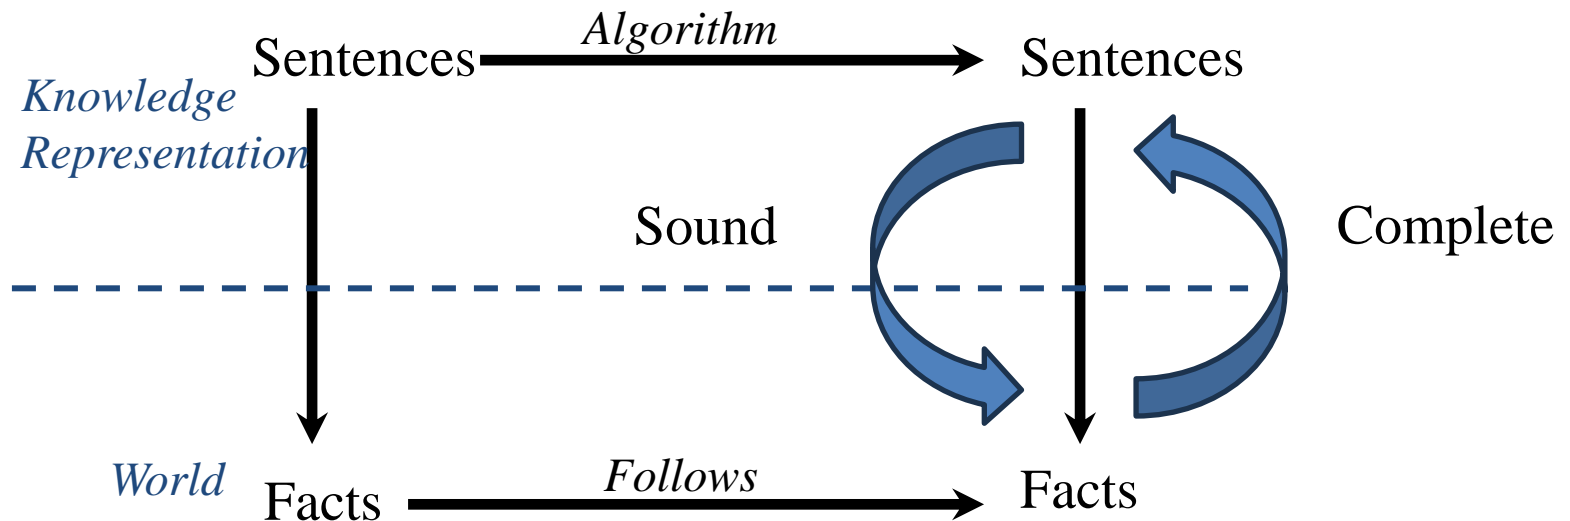 Algorithm
Sentences
Sentences
Knowledge
Representation
Sound
Complete
World
Follows
Facts
Facts